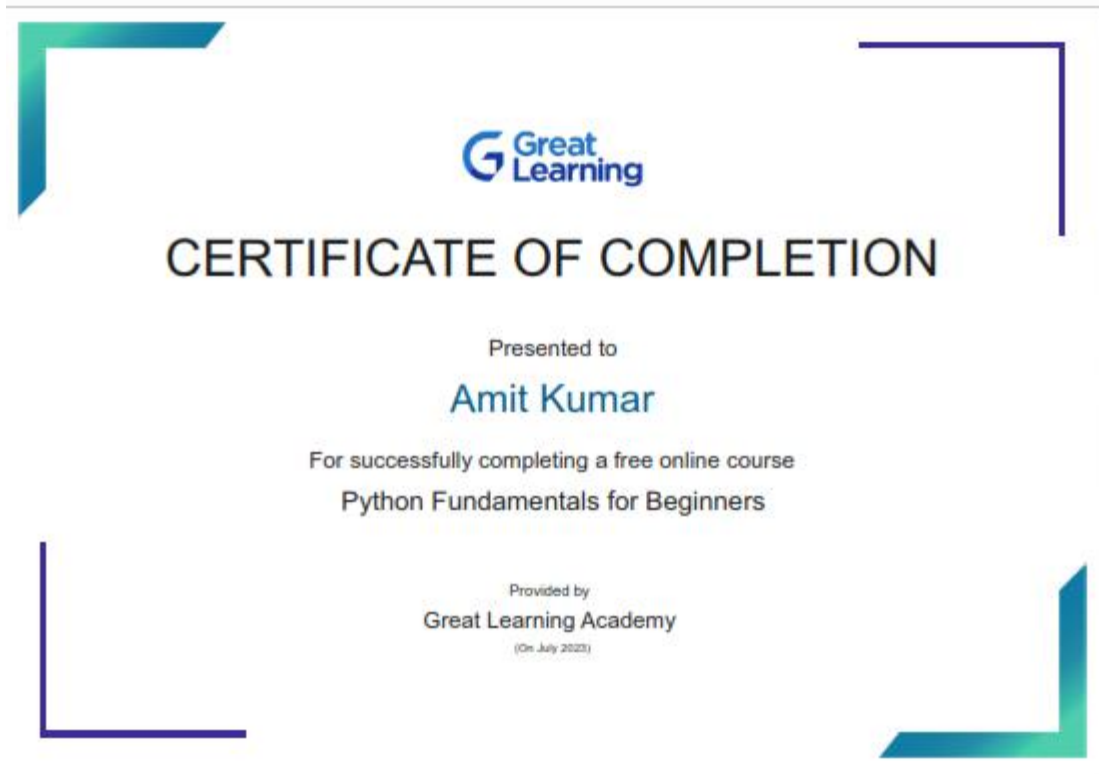 Great
Learning
CERTIFICATE OF COMPLETION
Presented to
Amit Kumar
For successfully completing a free online course
Python Fundamentals for Beginners
Provided by
Great Learning Academy
(On July 2023)